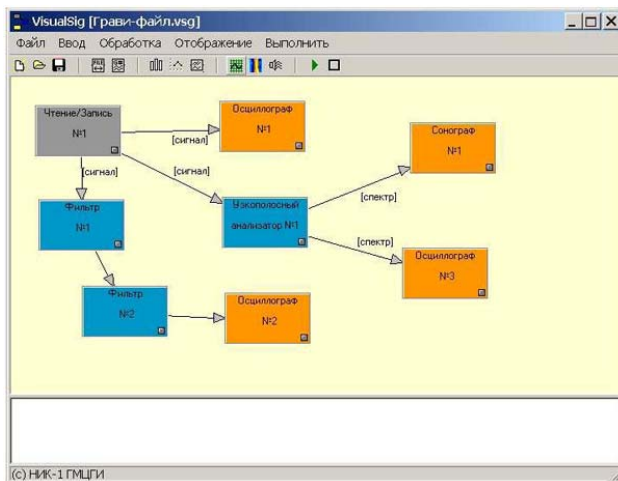 VisualSig [Грави-файл.vsg]
Файл Ввод Обработка Отображение Выполнить
Чтение/Запись
№1
Осциллограф
№1
Сонограф
№1
[сигнал]
[сигнал]
[сигнал]
[спектр]
Фильтр
№1
Узкополосный
анализатор №1
[спектр]
Осциллограф
№3
Фильтр
№2
Осциллограф
№2
(с) НИК-1 ГМЦГИ